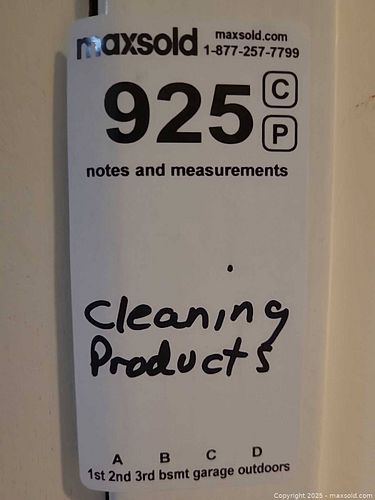 maxsold maxsold.com
1-877-257-7799
925 C
P
notes and measurements
Cleaning
Products
A B C D
1st 2nd 3rd bsmt garage outdoors
Copyright 2025 - maxsold.com